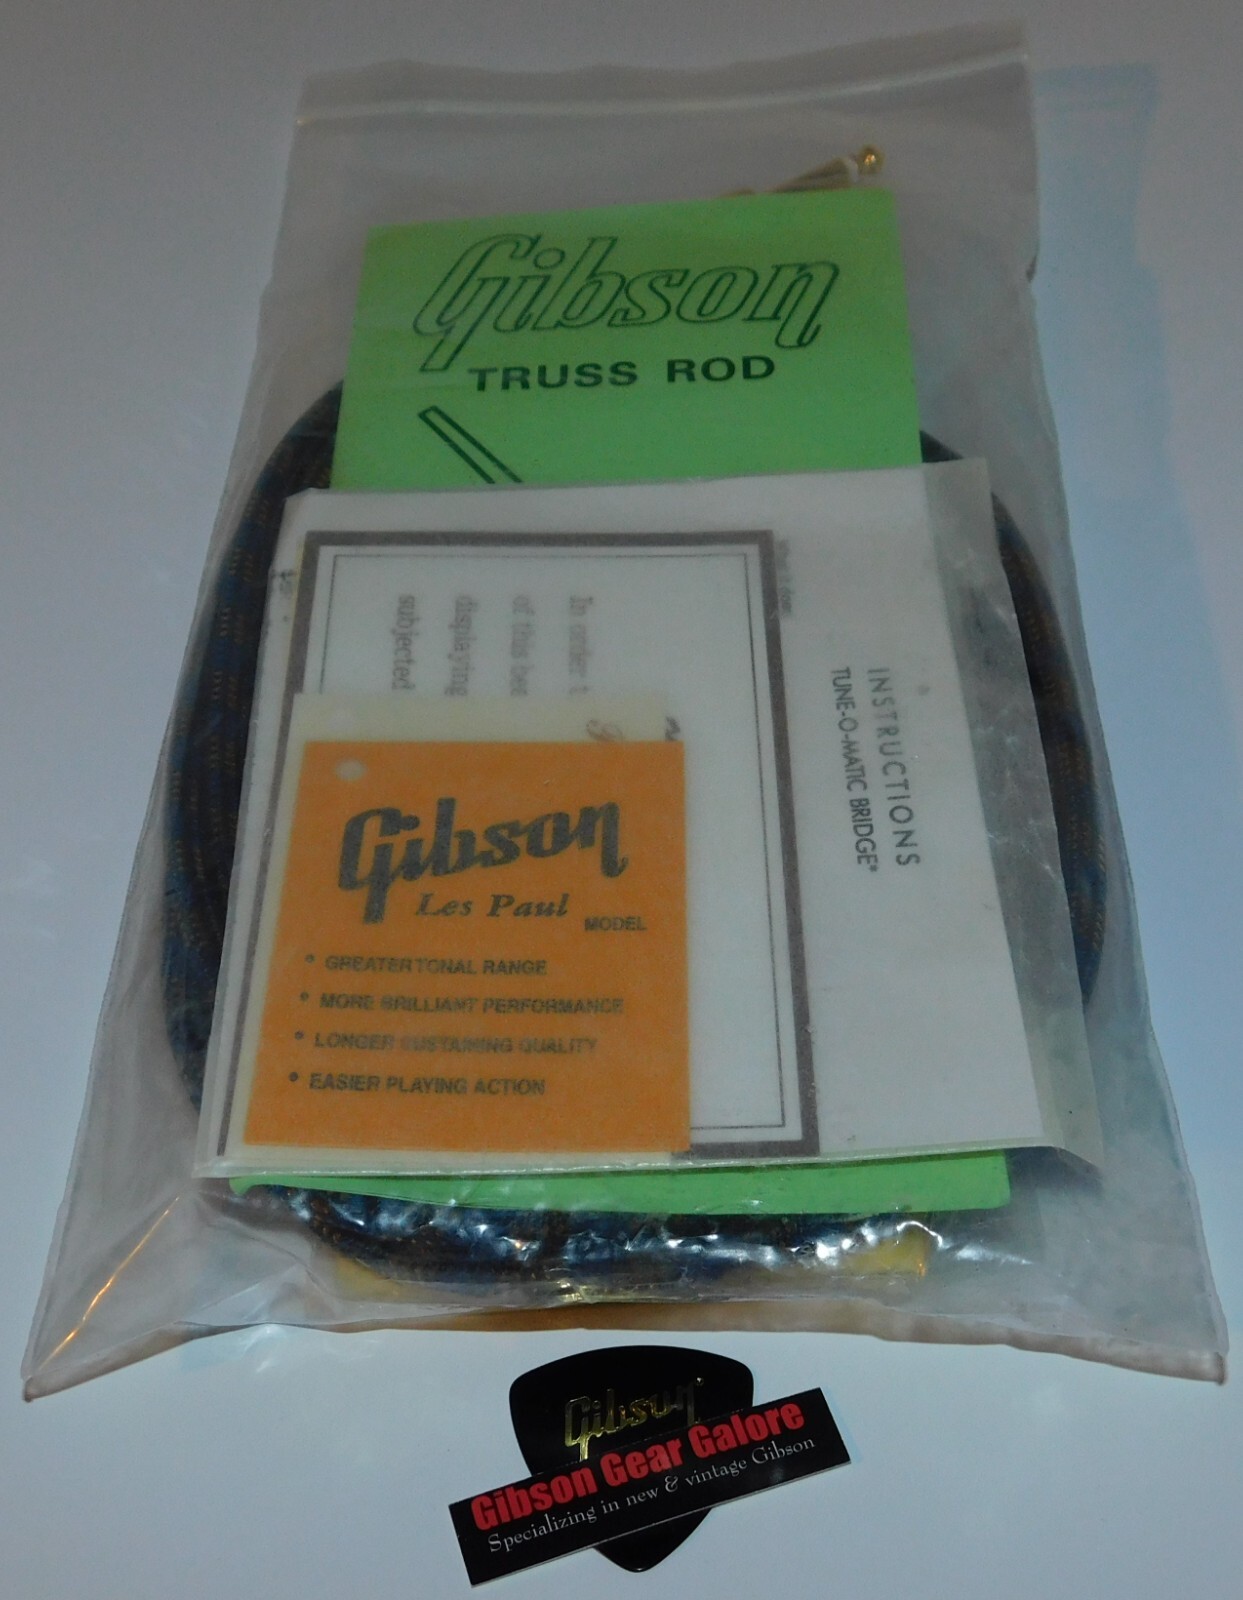 Gibson
TRUSS ROD
INSTRUCTIONS
TUNE-O-MATIC BRIDGE®
In order t
of this
displaying
subjected
Gibson
Les Paul
MODEL
• GREATER TONAL RANGE
• MORE BRILLIANT PERFORMANCE
• LONGER SUSTAINING QUALITY
• EASIER PLAYING ACTION
Gibson
Gibson Gear Galore
Specializing in new & vintage Gibson